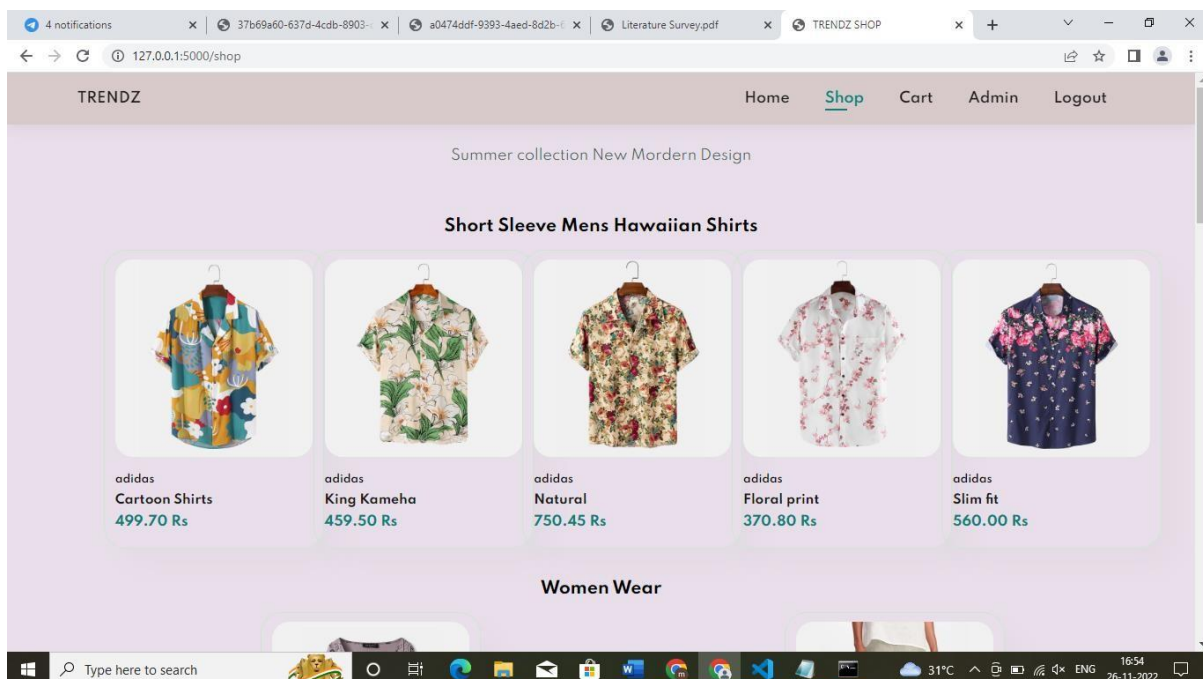 4 notifications
37b69a60-637d-4cdb-8903-
a0474ddf-9393-4aed-8d2b-
Literature Survey.pdf
TRENDZ SHOP
127.0.0.1:5000/shop
TRENDZ
Home Shop Cart Admin Logout
Summer collection New Mordern Design
Short Sleeve Mens Hawaiian Shirts
adidas
Cartoon Shirts
499.70 Rs
adidas
King Kameha
459.50 Rs
adidas
Natural
750.45 Rs
adidas
Floral print
370.80 Rs
adidas
Slim fit
560.00 Rs
Women Wear
Type here to search
31°C
ENG
16:54
26-11-2022